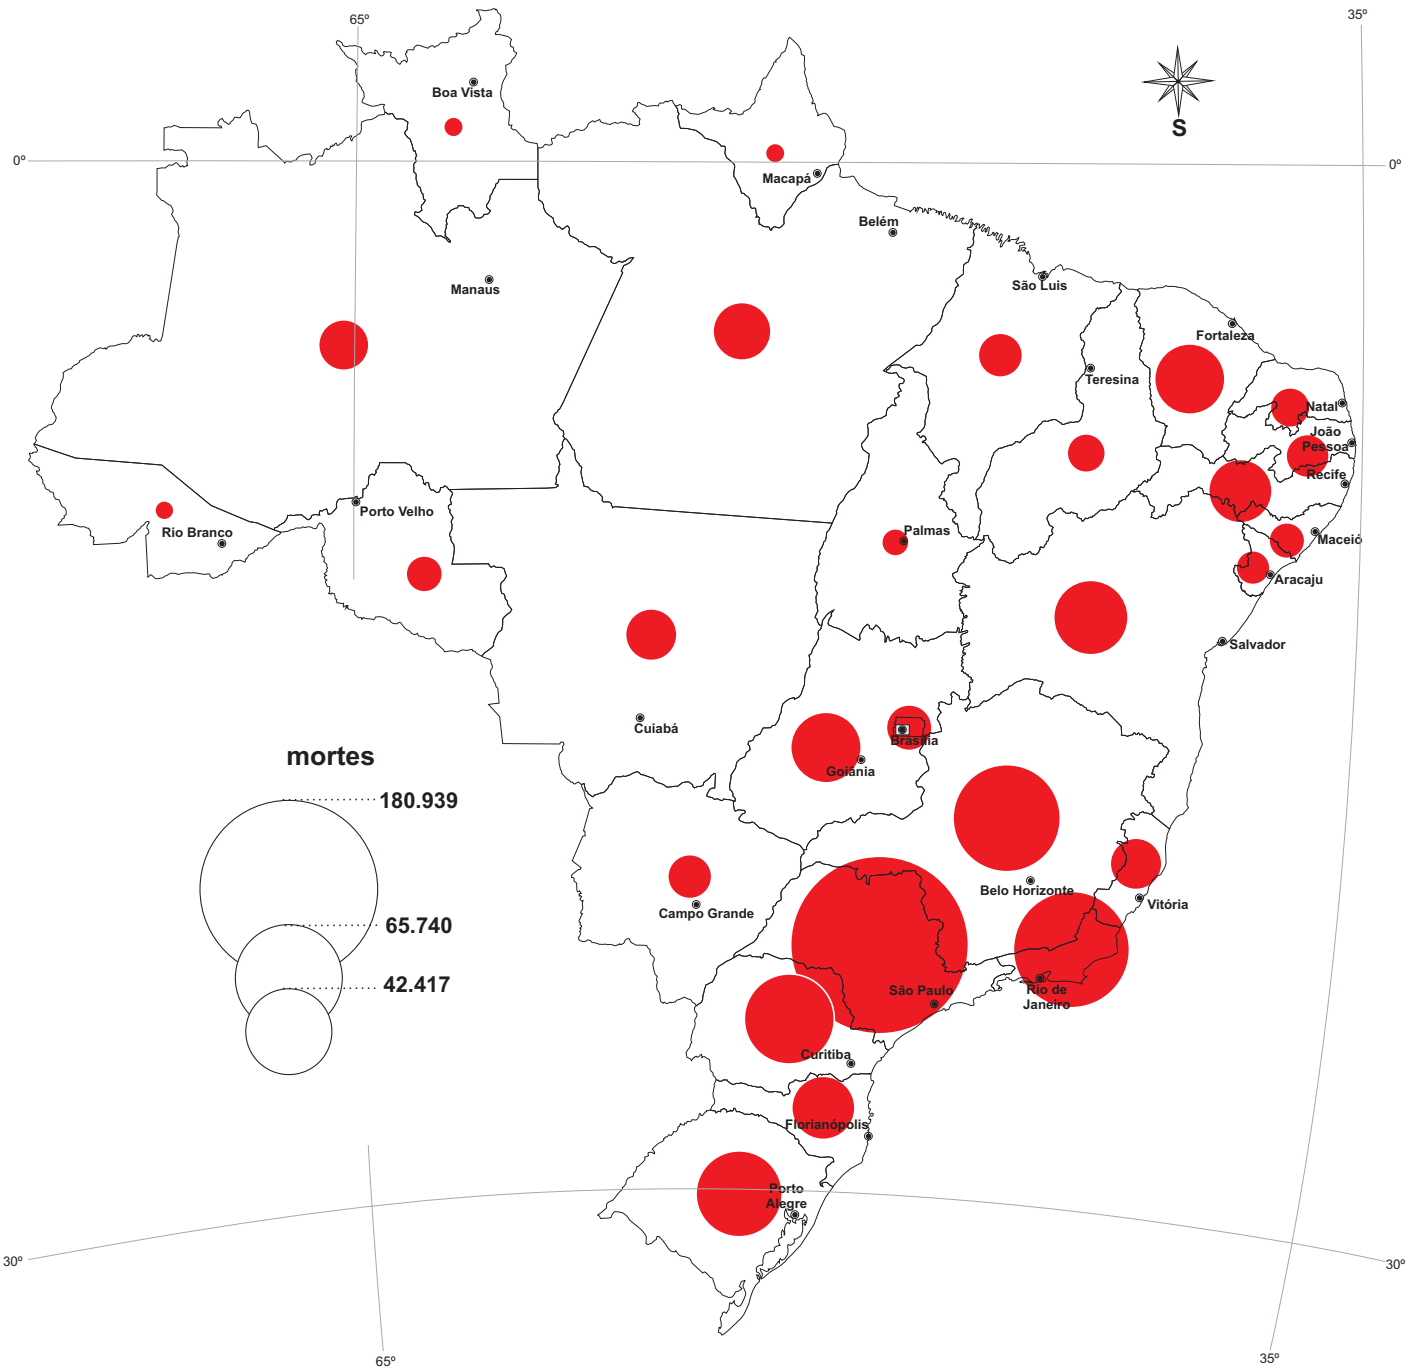 65º
35º
Boa Vista
S
0º
0º
Macapá
Belém
Manaus
São Luis
Fortaleza
Teresina
Natal
João
Pessoa
Recife
Porto Velho
Rio Branco
Palmas
Maceió
Aracaju
Salvador
Cuiabá
Brasília
Goiánia
mortes
180.939
65.740
42.417
Belo Horizonte
Vitória
Campo Grande
São Paulo
Rio de
Janeiro
Curitiba
Florianópolis
Porto
Alegre
30º
30º
65º
35º